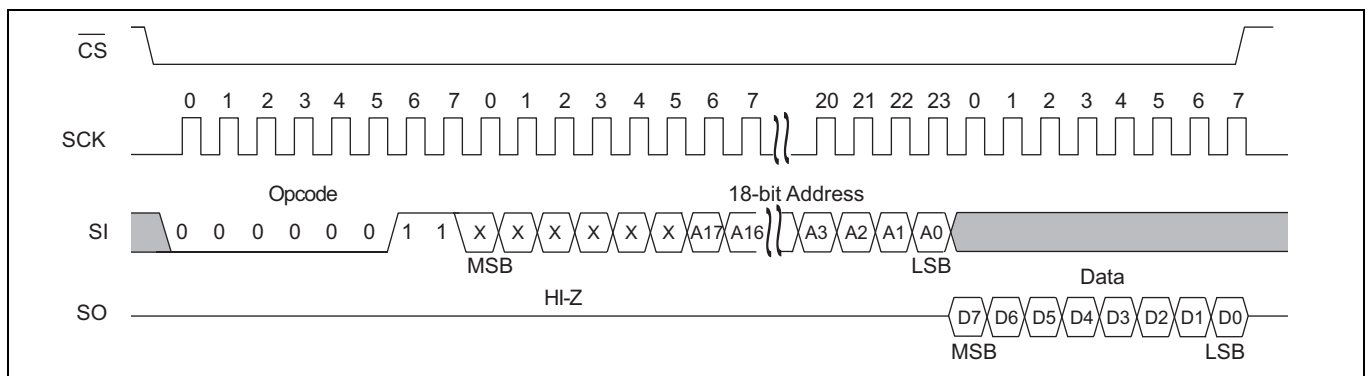 CS
0 1 2 3 4 5 6 7 0 1 2 3 4 5 6 7 20 21 22 23 0 1 2 3 4 5 6 7
SCK
Opcode 18-bit Address
SI 0 0 0 0 0 0 1 1 X X X X X X A17 A16 A3 A2 A1 A0
MSB LSB
HI-Z Data
SO D7 D6 D5 D4 D3 D2 D1 D0
MSB LSB